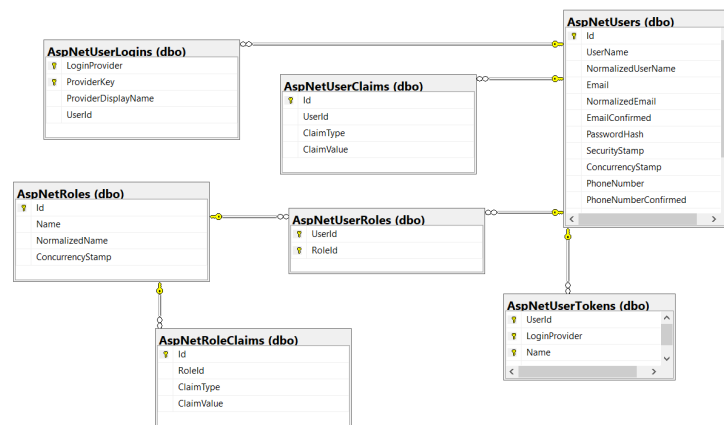 AspNetUsers (dbo)
Id
UserName
NormalizedUserName
Email
NormalizedEmail
EmailConfirmed
PasswordHash
SecurityStamp
ConcurrencyStamp
PhoneNumber
PhoneNumberConfirmed
AspNetUserLogins (dbo)
LoginProvider
ProviderKey
ProviderDisplayName
UserId
AspNetUserClaims (dbo)
Id
UserId
ClaimType
ClaimValue
AspNetRoles (dbo)
Id
Name
NormalizedName
ConcurrencyStamp
AspNetUserRoles (dbo)
UserId
RoleId
AspNetUserTokens (dbo)
UserId
LoginProvider
Name
AspNetRoleClaims (dbo)
Id
RoleId
ClaimType
ClaimValue